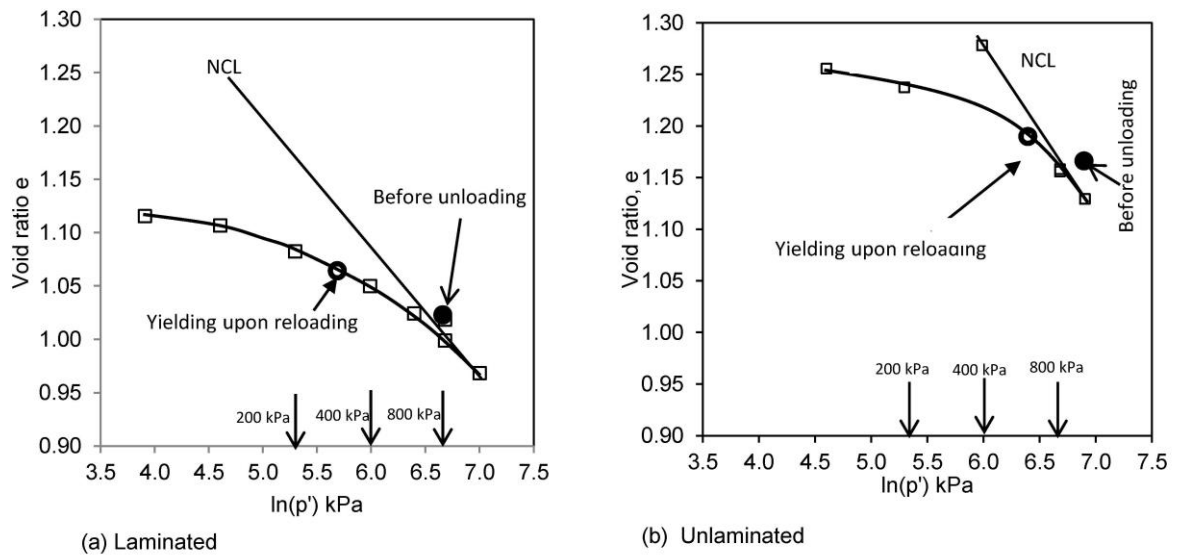 1.30
1.25
1.20
1.15
1.10
1.05
1.00
0.95
0.90
Void ratio e
NCL
Before unloading
Yielding upon reloading
200 kPa
400 kPa
800 kPa
3.5 4.0 4.5 5.0 5.5 6.0 6.5 7.0 7.5
ln(p') kPa
(a) Laminated
1.30
1.25
1.20
1.15
1.10
1.05
1.00
0.95
0.90
Void ratio, e
NCL
Before unloading
Yielding upon reloading
200 kPa
400 kPa
800 kPa
3.5 4.0 4.5 5.0 5.5 6.0 6.5 7.0 7.5
ln(p') kPa
(b) Unlaminated